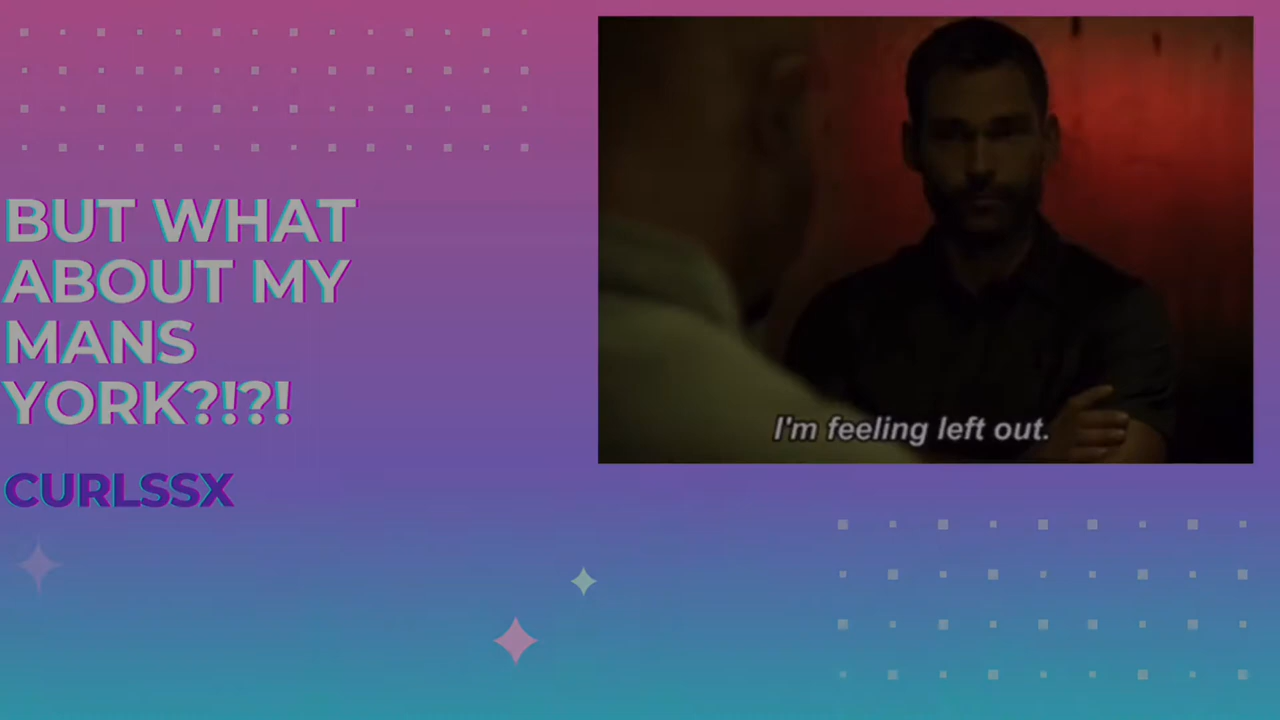 BUT WHAT
ABOUT MY
MANS
YORK?!?!
CURLSSX
I'm feeling left out.